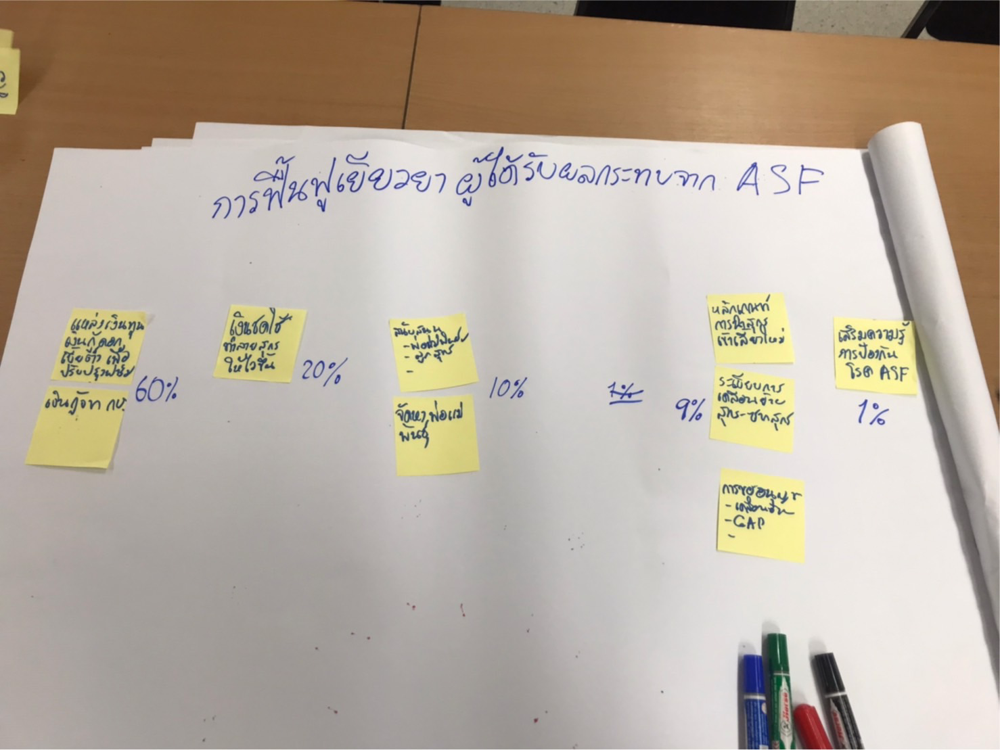 การฟื้นฟูเยียวยา ผู้ได้รับผลกระทบจาก ASF
แหล่งเงินทุน
เงินกู้ดอก
เบี้ยต่ำ เพื่อ
ปรับปรุงฟาร์ม
เงินกู้จาก
60%
เงินชดใช้
ทำลายสุกร
ให้ไวขึ้น
20%
สนับสนุน
- พ่อแม่พันธุ์
- ลูกสุกร
-
จัดหา พ่อแม่
พันธุ์
10%
1%
9%
หลักเกณฑ์
การนำสุกร
เข้าเลี้ยงใหม่
ระเบียบการ
เคลื่อนย้าย
สุกร-ซากสุกร
- เคลื่อนย้าย
- GAP
-
เสริมความรู้
การป้องกัน
โรค ASF
1%